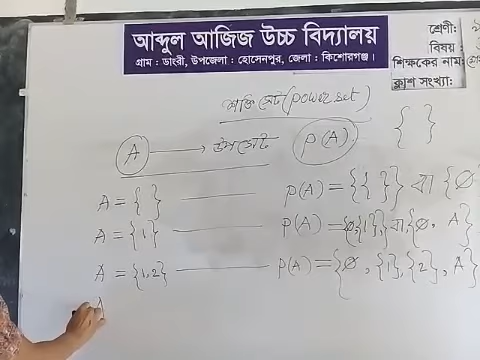 আব্দুল আজিজ উচ্চ বিদ্যালয়
গ্রাম : ডাংরী, উপজেলা : হোসেনপুর, জেলা : কিশোরগঞ্জ।
শ্রেণী:
বিষয় :
শিক্ষকের নাম:
ক্লাশ সংখ্যা:
শক্তি সেট (power set)
A → উপসেট P(A) { }
A = { } — P(A) = {{ }} বা {∅
A = {1} — P(A) = {∅, {1}} বা {∅, A}
A = {1,2} — P(A) = {∅, {1}, {2}, A}
A